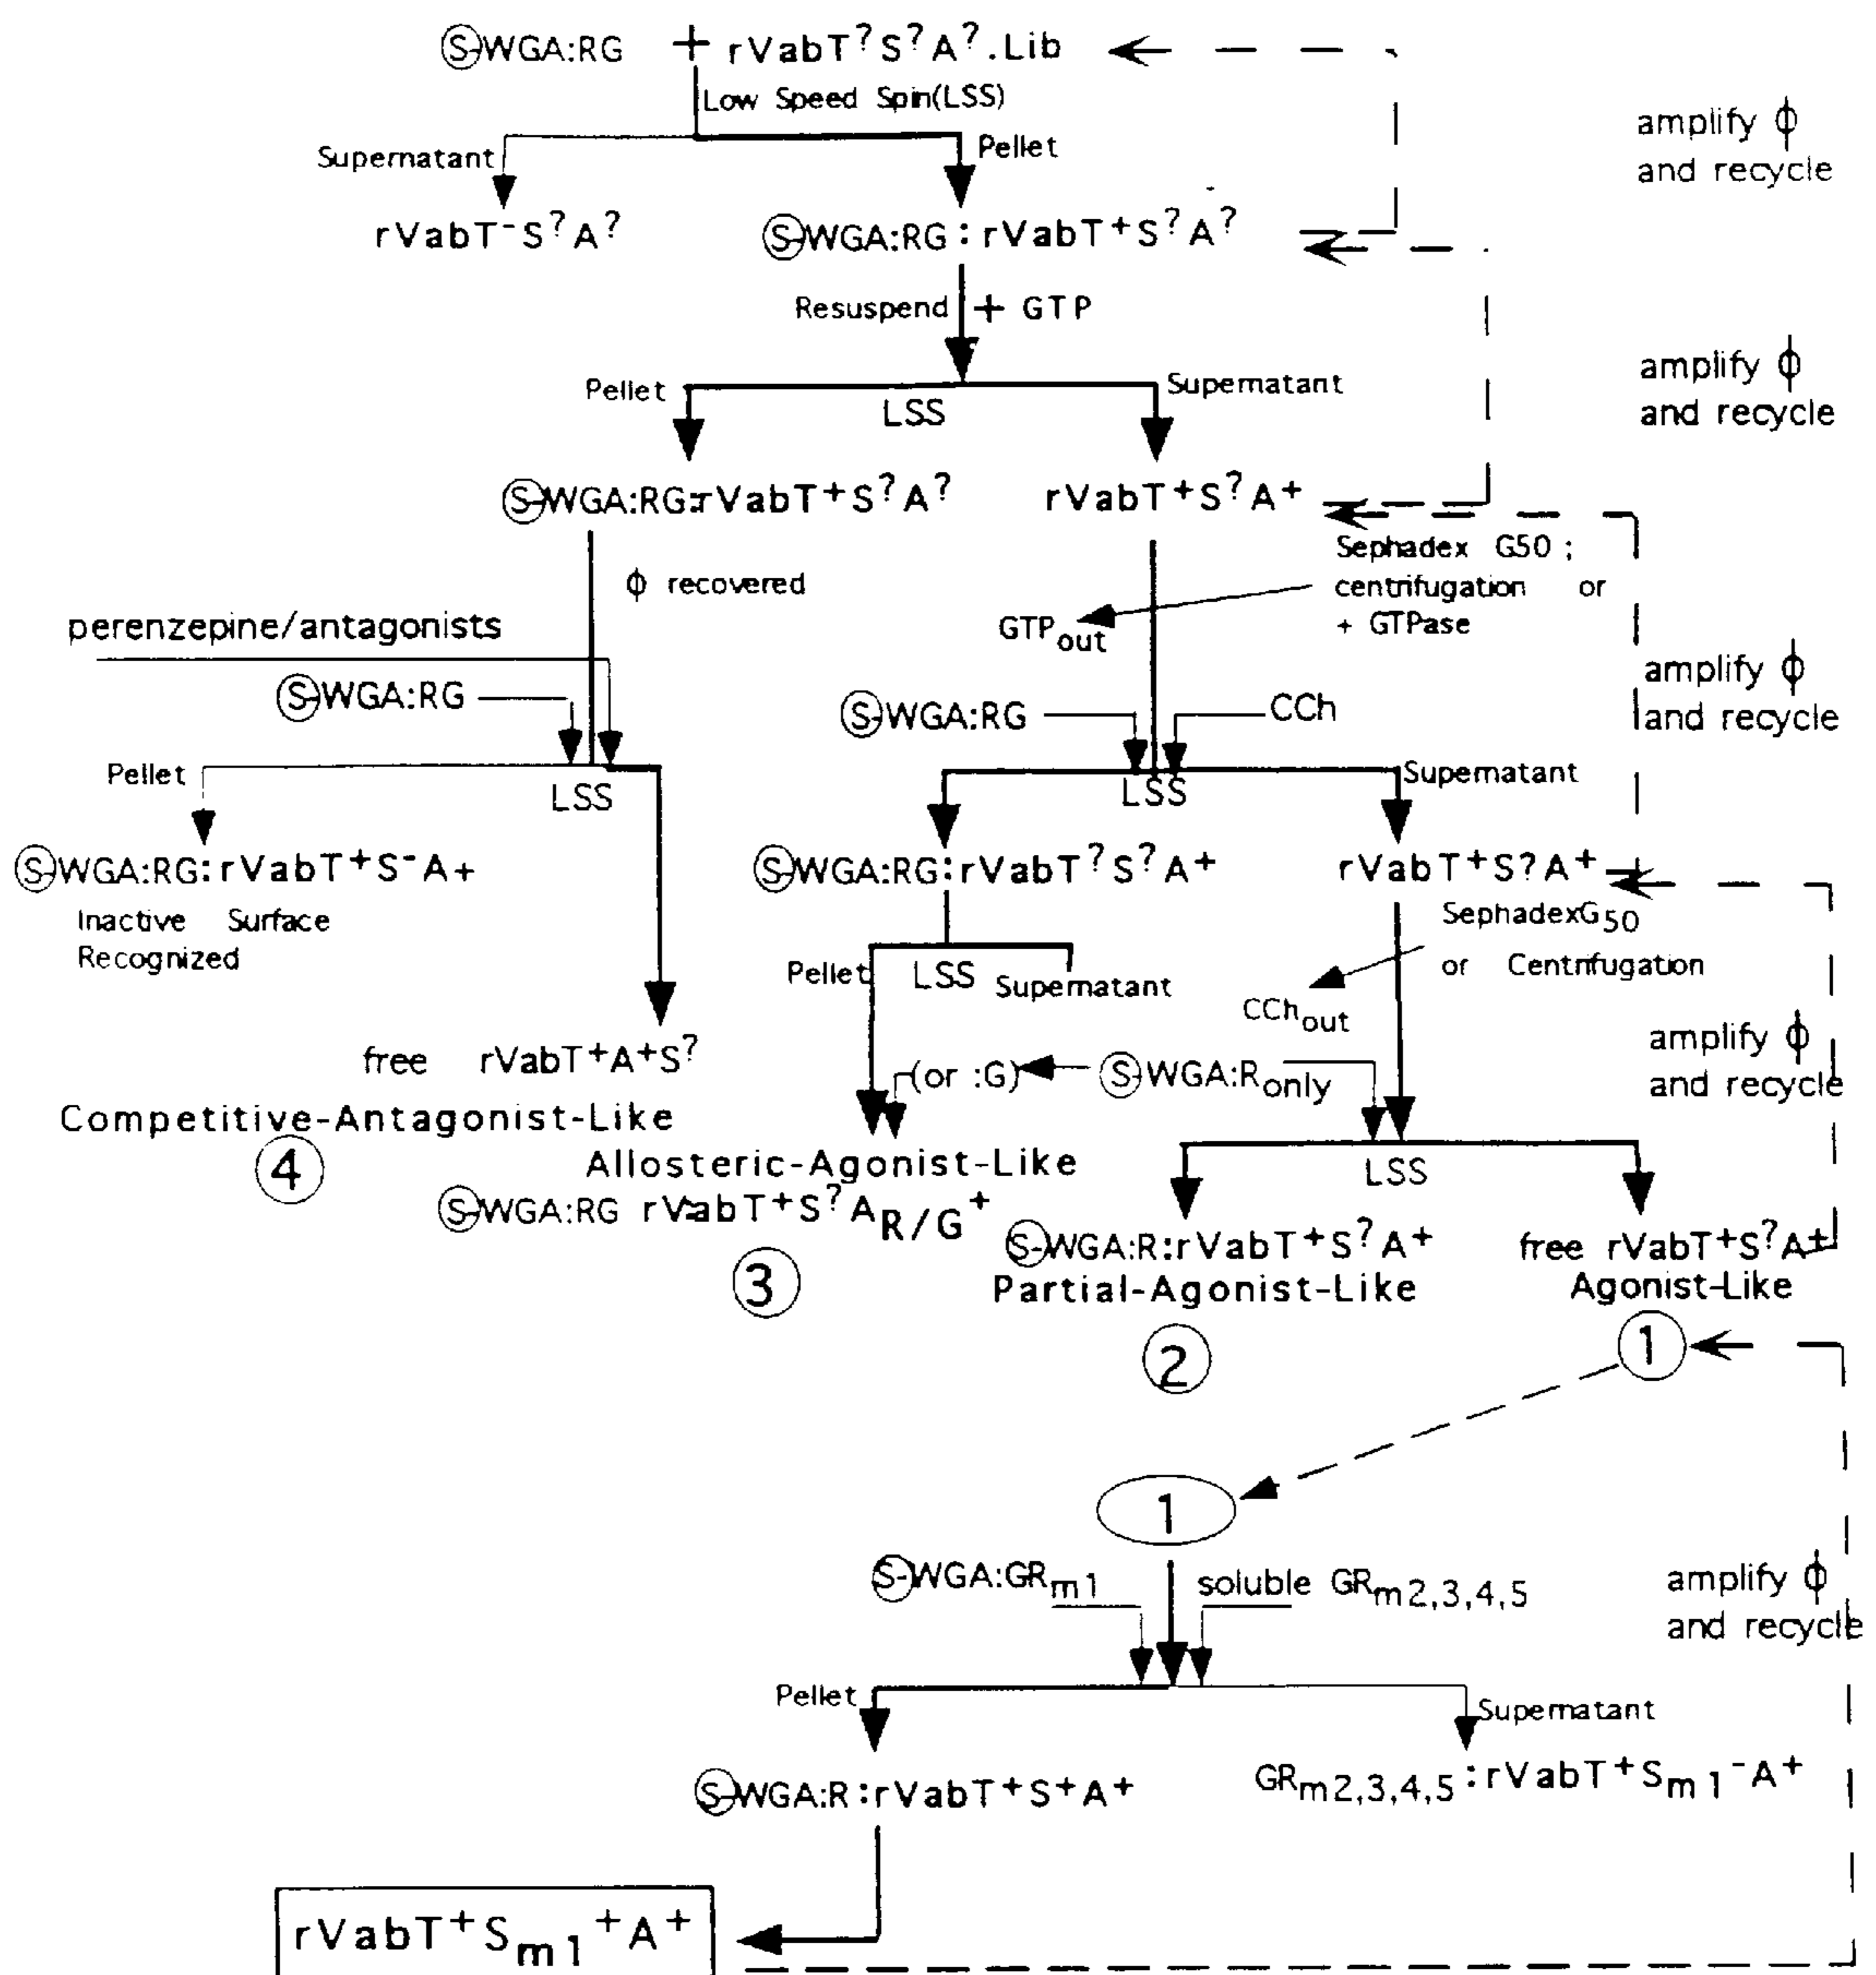 Ⓢ-WGA:RG + rVabT?S?A?.Lib
Low Speed Spin(LSS)
Supernatant
Pellet
amplify ϕ
and recycle
rVabT-S?A?
Ⓢ-WGA:RG : rVabT+S?A?
Resuspend + GTP
Pellet
LSS
Supernatant
amplify ϕ
and recycle
Ⓢ-WGA:RG:rVabT+S?A?
rVabT+S?A+
ϕ recovered
Sephadex G50 ;
centrifugation or
+ GTPase
GTPout
perenzepine/antagonists
Ⓢ-WGA:RG
Ⓢ-WGA:RG
CCh
amplify ϕ
and recycle
Pellet
LSS
LSS
Supernatant
Ⓢ-WGA:RG:rVabT+S-A+
Inactive Surface
Recognized
Ⓢ-WGA:RG:rVabT?S?A+
rVabT+S?A+
SephadexG50
or Centrifugation
CChout
Pellet
LSS
Supernatant
amplify ϕ
and recycle
free rVabT+A+S?
(or :G)
Ⓢ-WGA:Ronly
Competitive-Antagonist-Like
4
Allosteric-Agonist-Like
Ⓢ-WGA:RG rVabT+S?AR/G+
3
LSS
Ⓢ-WGA:R:rVabT+S?A+
Partial-Agonist-Like
2
free rVabT+S?A+
Agonist-Like
1
1
Ⓢ-WGA:GRm1
soluble GRm2,3,4,5
amplify ϕ
and recycle
Pellet
Supernatant
Ⓢ-WGA:R:rVabT+S+A+
GRm2,3,4,5:rVabT+Sm1-A+
rVabT+Sm1+A+